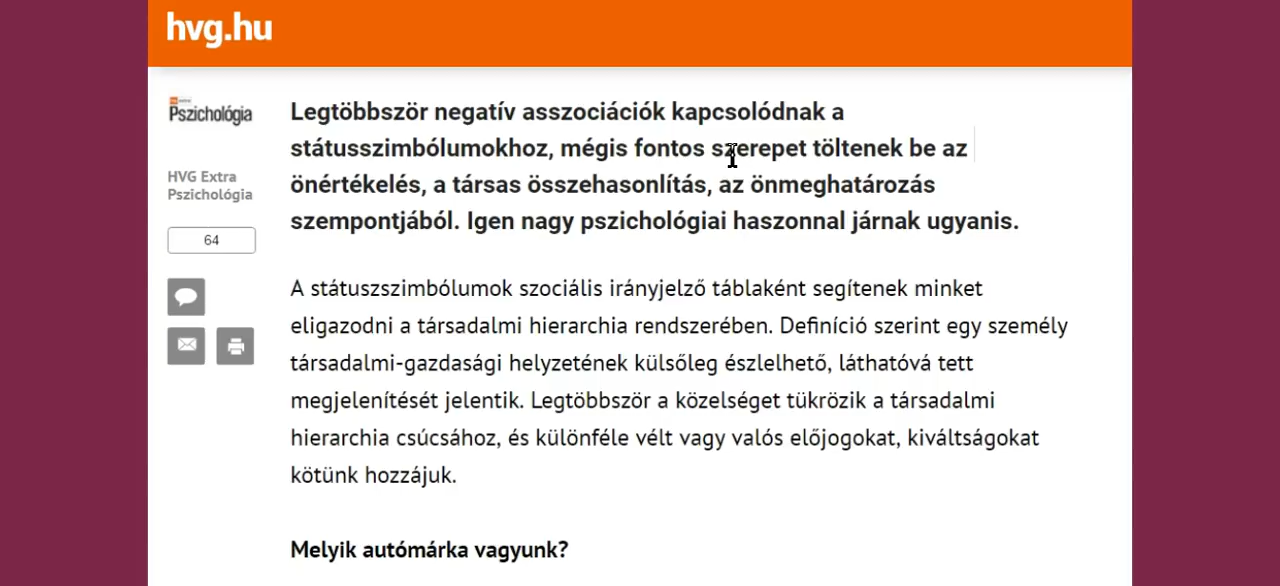 hvg.hu
Pszichológia
HVG Extra
Pszichológia
64
Legtöbbször negatív asszociációk kapcsolódnak a
státusszimbólumokhoz, mégis fontos szerepet töltenek be az
önértékelés, a társas összehasonlítás, az önmeghatározás
szempontjából. Igen nagy pszichológiai haszonnal járnak ugyanis.
A státuszszimbólumok szociális irányjelző táblaként segítenek minket
eligazodni a társadalmi hierarchia rendszerében. Definíció szerint egy személy
társadalmi-gazdasági helyzetének külsőleg észlelhető, láthatóvá tett
megjelenítését jelentik. Legtöbbször a közelséget tükrözik a társadalmi
hierarchia csúcsához, és különféle vélt vagy valós előjogokat, kiváltságokat
kötünk hozzájuk.
Melyik autómárka vagyunk?